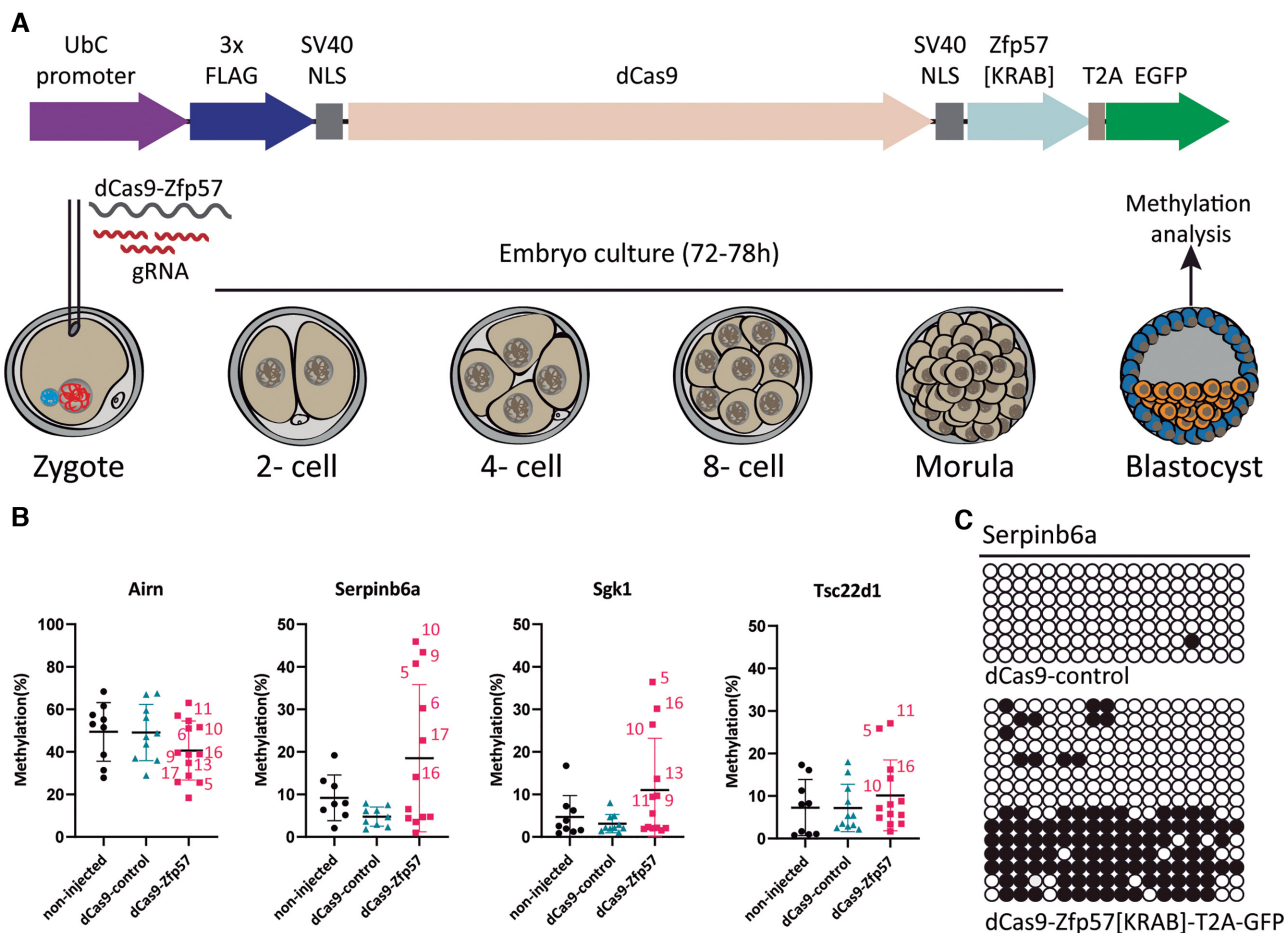 A
UbC promoter
3x FLAG
SV40 NLS
dCas9
SV40 NLS
Zfp57 [KRAB]
T2A
EGFP
dCas9-Zfp57
gRNA
Embryo culture (72-78h)
Methylation analysis
Zygote
2- cell
4- cell
8- cell
Morula
Blastocyst
B
Airn
Methylation(%)
100
80
60
40
20
0
11
6
10
9
16
13
17
5
non-injected
dCas9-control
dCas9-Zfp57
Serpinb6a
Methylation(%)
50
40
30
20
10
0
10
9
5
6
17
16
non-injected
dCas9-control
dCas9-Zfp57
Sgk1
Methylation(%)
50
40
30
20
10
0
5
16
10
13
11
9
non-injected
dCas9-control
dCas9-Zfp57
Tsc22d1
Methylation(%)
50
40
30
20
10
0
11
5
16
10
non-injected
dCas9-control
dCas9-Zfp57
C
Serpinb6a
dCas9-control
dCas9-Zfp57[KRAB]-T2A-GFP